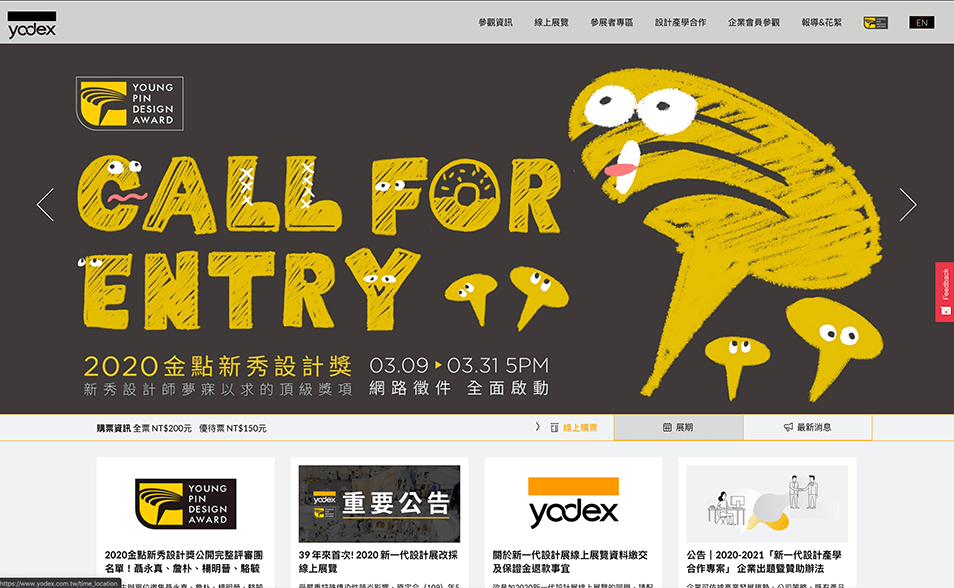 yodex
參觀資訊
線上展覽
參展者專區
設計產學合作
企業會員參觀
報導&花絮
EN
YOUNG
PIN
DESIGN
AWARD
CALL FOR
ENTRY
2020金點新秀設計獎
新秀設計師夢寐以求的頂級獎項
03.09 ▸ 03.31 5PM
網路徵件 全面啟動
Feedback
購票資訊 全票 NT$200元 優待票 NT$150元
線上購票
展期
最新消息
YOUNG
PIN
DESIGN
AWARD
2020金點新秀設計獎公開完整評審團
名單！聶永真、詹朴、楊明晉、駱毓
yodex
重要公告
39 年來首次! 2020 新一代設計展改採
線上展覽
yodex
關於新一代設計展線上展覽資料繳交
及保證金退款事宜
公告｜2020-2021「新一代設計產學
合作專案」 企業出題暨贊助辦法
https://www.yodex.com.tw/time_location